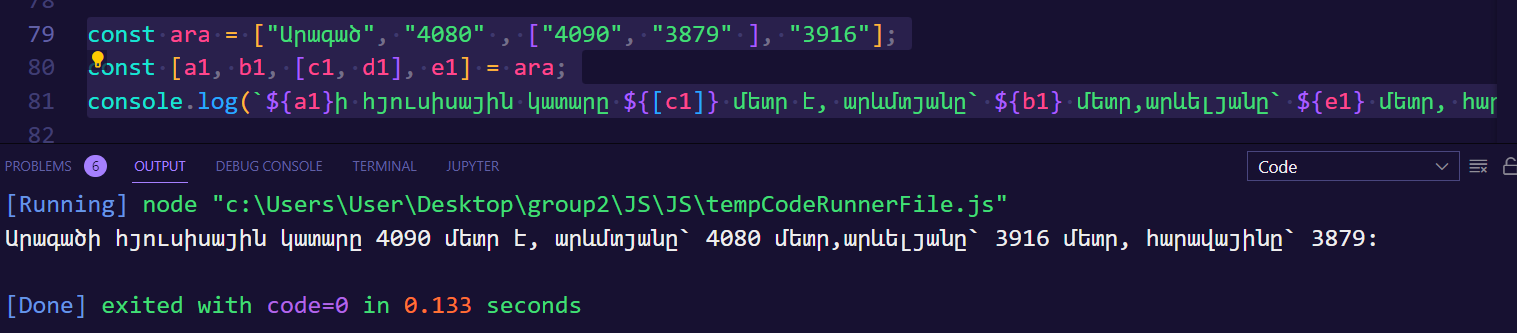 78
79 const ara = ["Արագած", "4080" , ["4090", "3879" ], "3916"];
80 const [a1, b1, [c1, d1], e1] = ara;
81 console.log(`${a1}ի հյուսիսային կատարը ${[c1]} մետր է, արևմտյանը` ${b1} մետր,արևելյանը` ${e1} մետր, հար
82
PROBLEMS 6 OUTPUT DEBUG CONSOLE TERMINAL JUPYTER Code
[Running] node "c:\Users\User\Desktop\group2\JS\JS\tempCodeRunnerFile.js"
Արագածի հյուսիսային կատարը 4090 մետր է, արևմտյանը` 4080 մետր,արևելյանը` 3916 մետր, հարավայինը` 3879:
[Done] exited with code=0 in 0.133 seconds